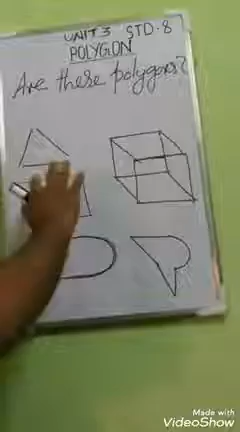 UNIT 3 STD-8
POLYGON
Are these polygons?
Made with
VideoShow